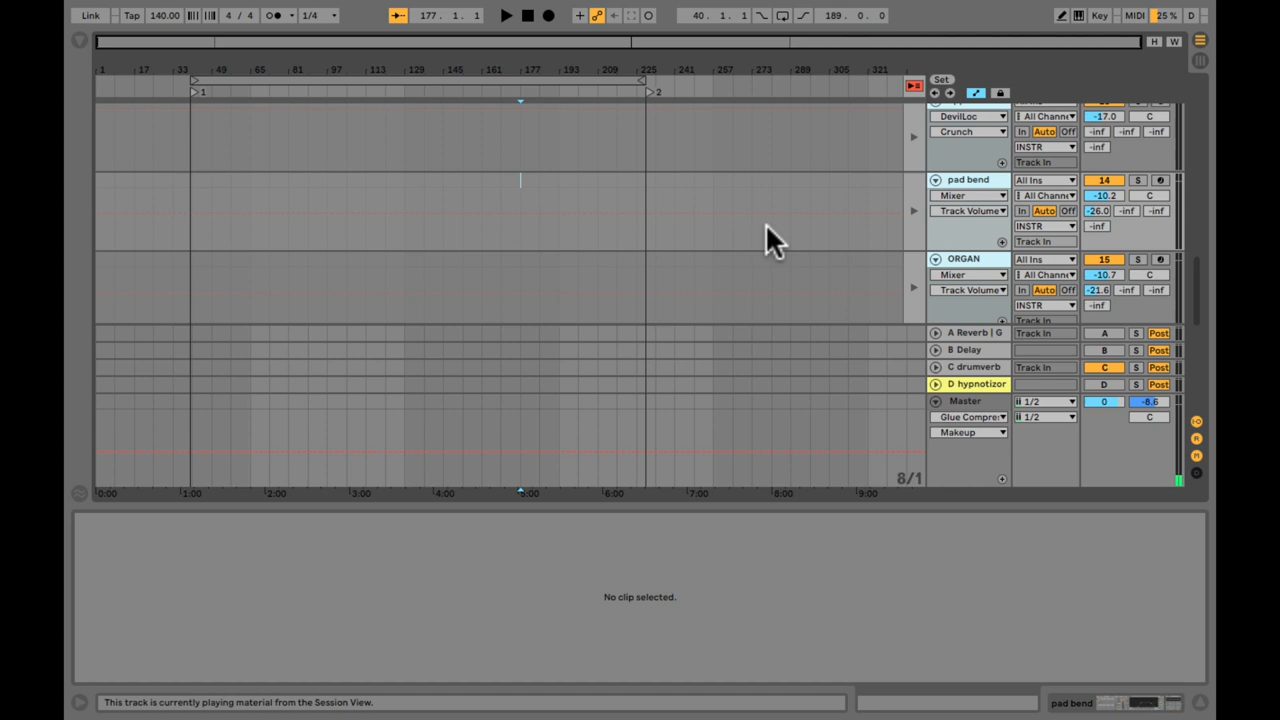 Link Tap 140.00 4 / 4 1/4 177. 1. 1 40. 1. 1 189. 0. 0 Key MIDI 25 % D
H W
1 17 33 49 65 81 97 113 129 145 161 177 193 209 225 241 257 273 289 305 321
Set
1 2
DevilLoc All Channe -17.0 C
Crunch In Auto Off -inf -inf -inf
INSTR -inf
Track In
pad bend All Ins 14 S
Mixer All Channe -10.2 C
Track Volume In Auto Off -26.0 -inf -inf
INSTR -inf
Track In
ORGAN All Ins 15 S
Mixer All Channe -10.7 C
Track Volume In Auto Off -21.6 -inf -inf
INSTR -inf
Track In
A Reverb | G Track In A S Post
B Delay B S Post
C drumverb Track In C S Post
D hypnotizor D S Post
Master 1/2 0 -8.6
Glue Compre 1/2 C
Makeup
8/1
0:00 1:00 2:00 3:00 4:00 5:00 6:00 7:00 8:00 9:00
No clip selected.
This track is currently playing material from the Session View.
pad bend